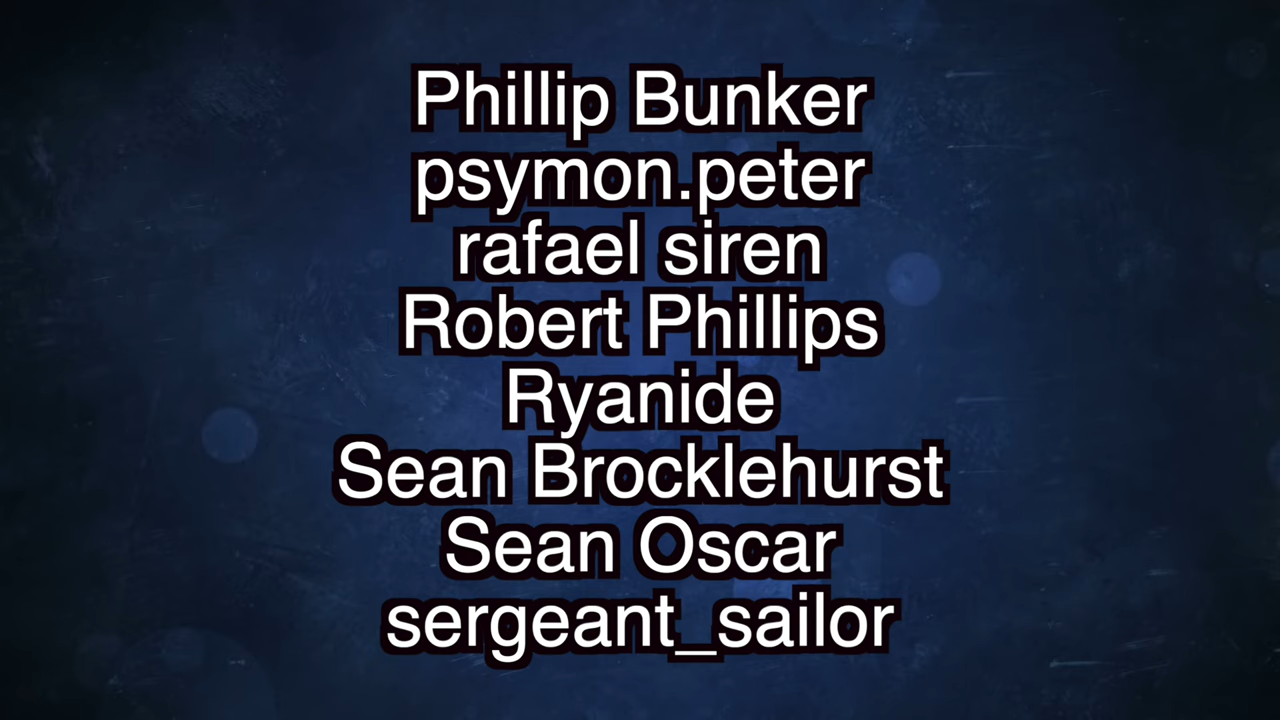 Phillip Bunker
psymon.peter
rafael siren
Robert Phillips
Ryanide
Sean Brocklehurst
Sean Oscar
sergeant_sailor